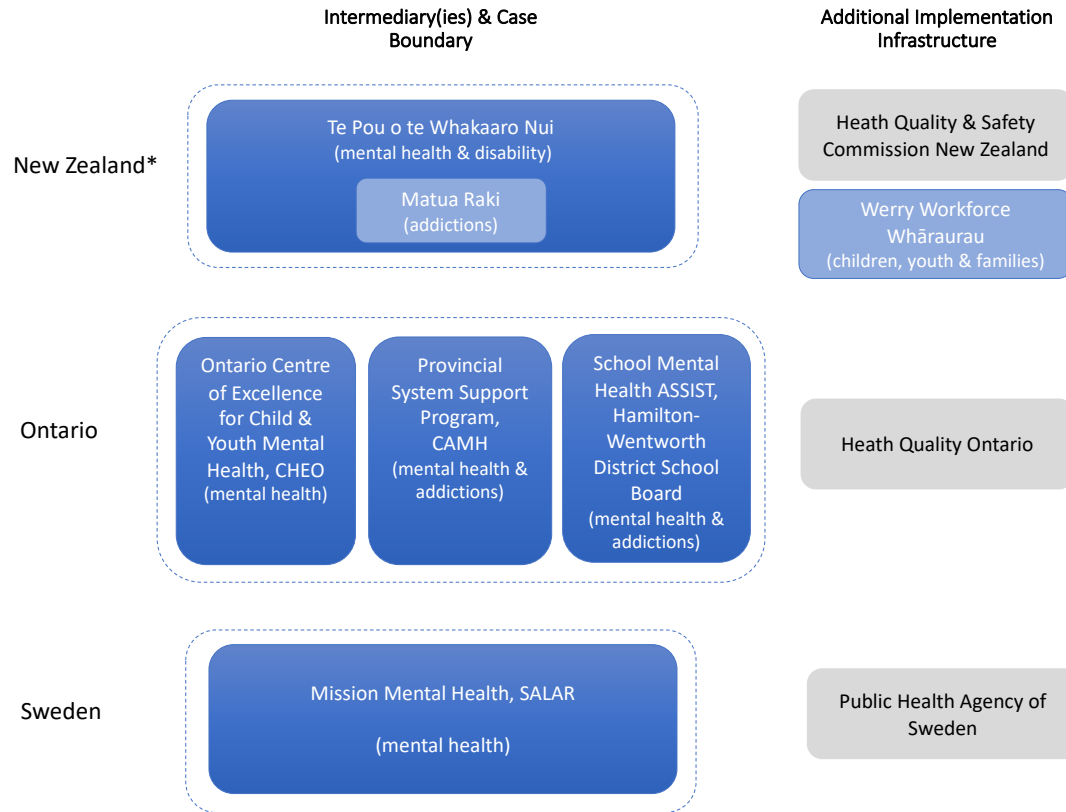 Intermediary(ies) & Case
Boundary
Additional Implementation
Infrastructure
New Zealand*
Te Pou o te Whakaaro Nui
(mental health & disability)
Matua Raki
(addictions)
Heath Quality & Safety
Commission New Zealand
Werry Workforce
Whāraurau
(children, youth & families)
Ontario
Ontario Centre
of Excellence
for Child &
Youth Mental
Health, CHEO
(mental health)
Provincial
System Support
Program,
CAMH
(mental health &
addictions)
School Mental
Health ASSIST,
Hamilton-
Wentworth
District School
Board
(mental health &
addictions)
Heath Quality Ontario
Sweden
Mission Mental Health, SALAR
(mental health)
Public Health Agency of
Sweden